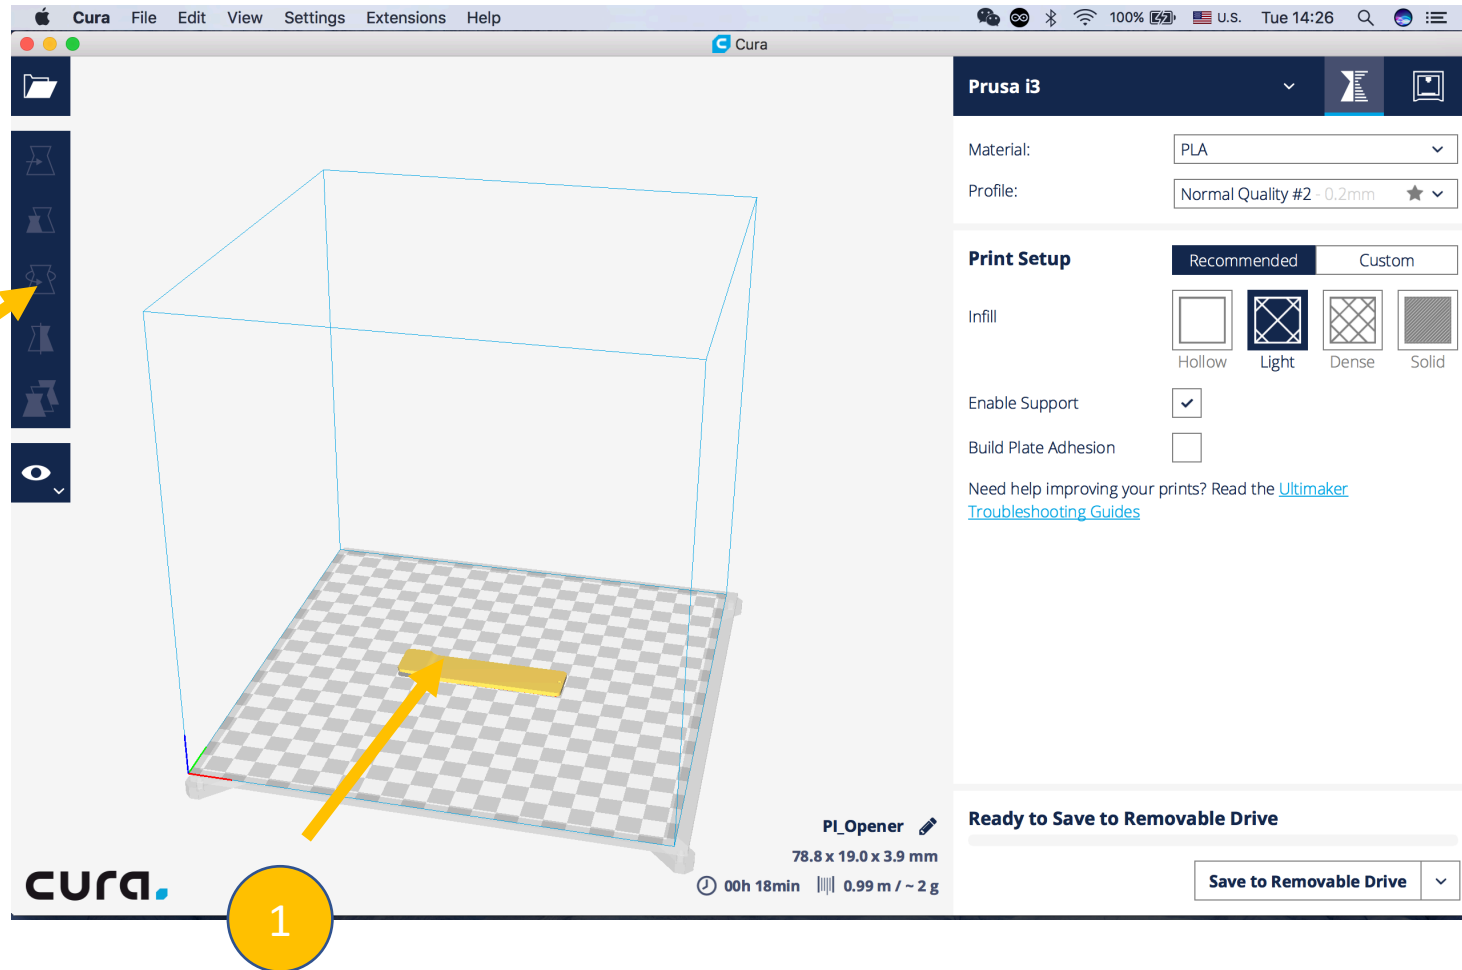 Cura File Edit View Settings Extensions Help 100% U.S. Tue 14:26
Cura
Prusa i3
Material: PLA
Profile: Normal Quality #2 - 0.2mm
Print Setup Recommended Custom
Infill
Hollow Light Dense Solid
Enable Support
Build Plate Adhesion
Need help improving your prints? Read the Ultimaker
Troubleshooting Guides
PI_Opener
78.8 x 19.0 x 3.9 mm
00h 18min 0.99 m / ~ 2 g
Ready to Save to Removable Drive
Save to Removable Drive
cura.
1